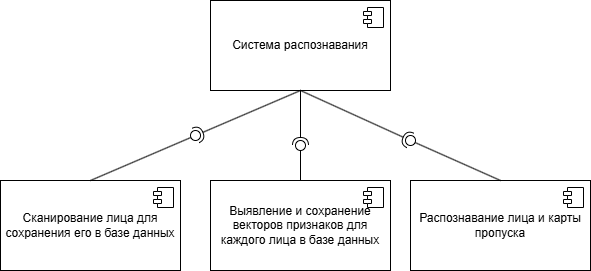 Система распознавания
Сканирование лица для
сохранения его в базе данных
Выявление и сохранение
векторов признаков для
каждого лица в базе данных
Распознавание лица и карты
пропуска